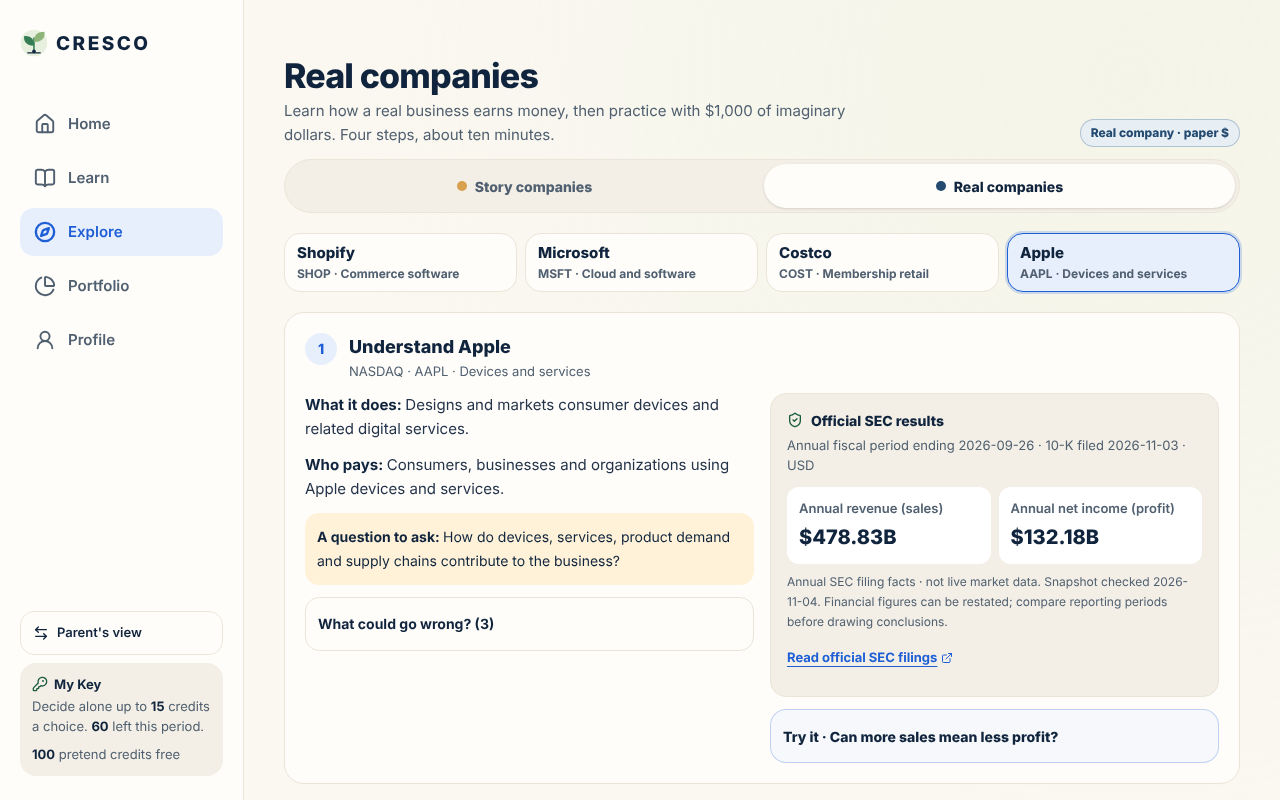 CRESCO
Home
Learn
Explore
Portfolio
Profile
Parent's view
My Key
Decide alone up to 15 credits
a choice. 60 left this period.
100 pretend credits free
Real companies
Learn how a real business earns money, then practice with $1,000 of imaginary
dollars. Four steps, about ten minutes.
Real company · paper $
Story companies
Real companies
Shopify
SHOP · Commerce software
Microsoft
MSFT · Cloud and software
Costco
COST · Membership retail
Apple
AAPL · Devices and services
1
Understand Apple
NASDAQ · AAPL · Devices and services
What it does: Designs and markets consumer devices and
related digital services.
Who pays: Consumers, businesses and organizations using
Apple devices and services.
A question to ask: How do devices, services, product demand
and supply chains contribute to the business?
What could go wrong? (3)
Official SEC results
Annual fiscal period ending 2026-09-26 · 10-K filed 2026-11-03 ·
USD
Annual revenue (sales)
$478.83B
Annual net income (profit)
$132.18B
Annual SEC filing facts · not live market data. Snapshot checked 2026-
11-04. Financial figures can be restated; compare reporting periods
before drawing conclusions.
Read official SEC filings
Try it · Can more sales mean less profit?